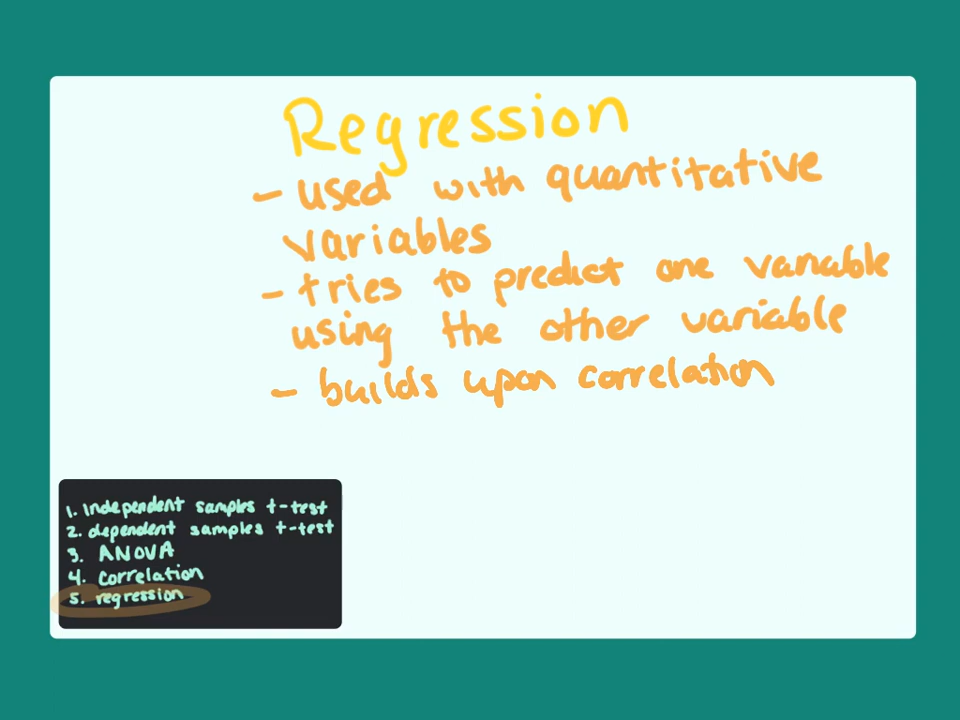 Regression
- used with quantitative
variables
- tries to predict one variable
using the other variable
- builds upon correlation
1. independent samples t-test
2. dependent samples t-test
3. ANOVA
4. correlation
5. regression